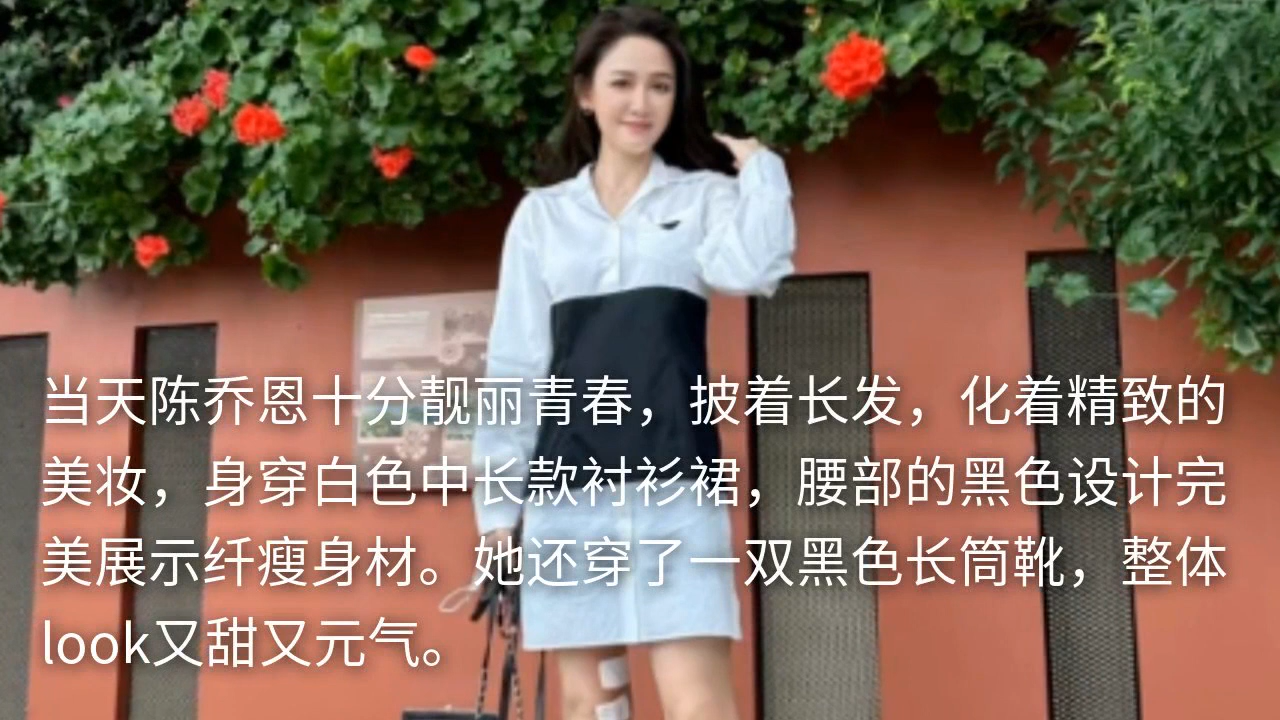 当天陈乔恩十分靓丽青春，披着长发，化着精致的
美妆，身穿白色中长款衬衫裙，腰部的黑色设计完
美展示纤瘦身材。她还穿了一双黑色长筒靴，整体
look又甜又元气。